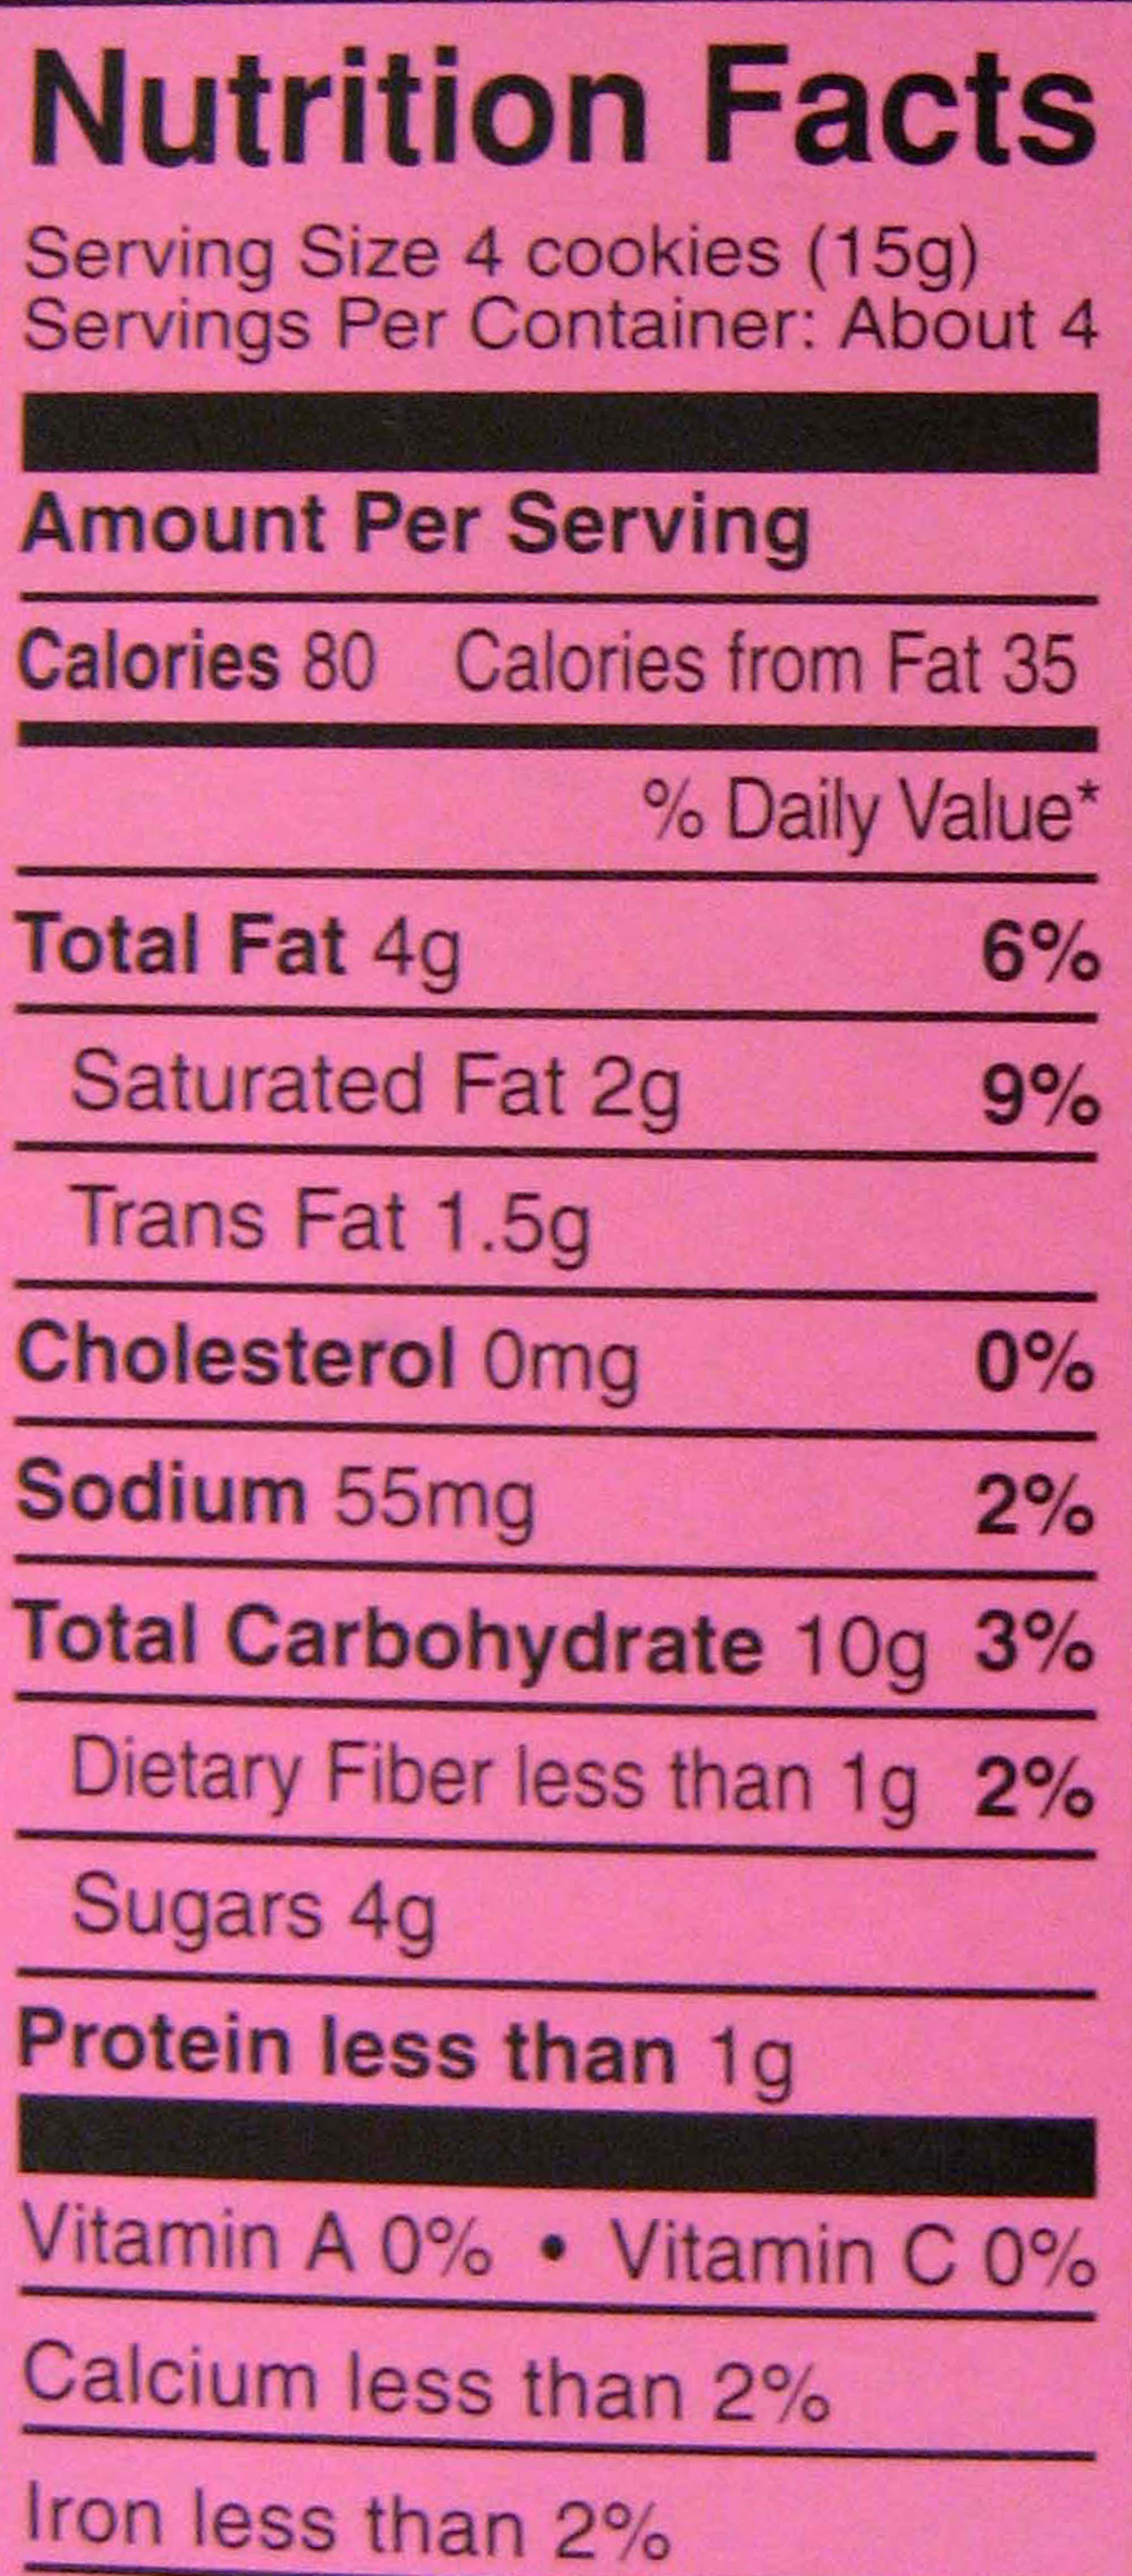 Nutrition Facts
Serving Size 4 cookies (15g)
Servings Per Container: About 4
Amount Per Serving
Calories 80 Calories from Fat 35
% Daily Value*
Total Fat 4g 6%
Saturated Fat 2g 9%
Trans Fat 1.5g
Cholesterol 0mg 0%
Sodium 55mg 2%
Total Carbohydrate 10g 3%
Dietary Fiber less than 1g 2%
Sugars 4g
Protein less than 1g
Vitamin A 0% • Vitamin C 0%
Calcium less than 2%
Iron less than 2%